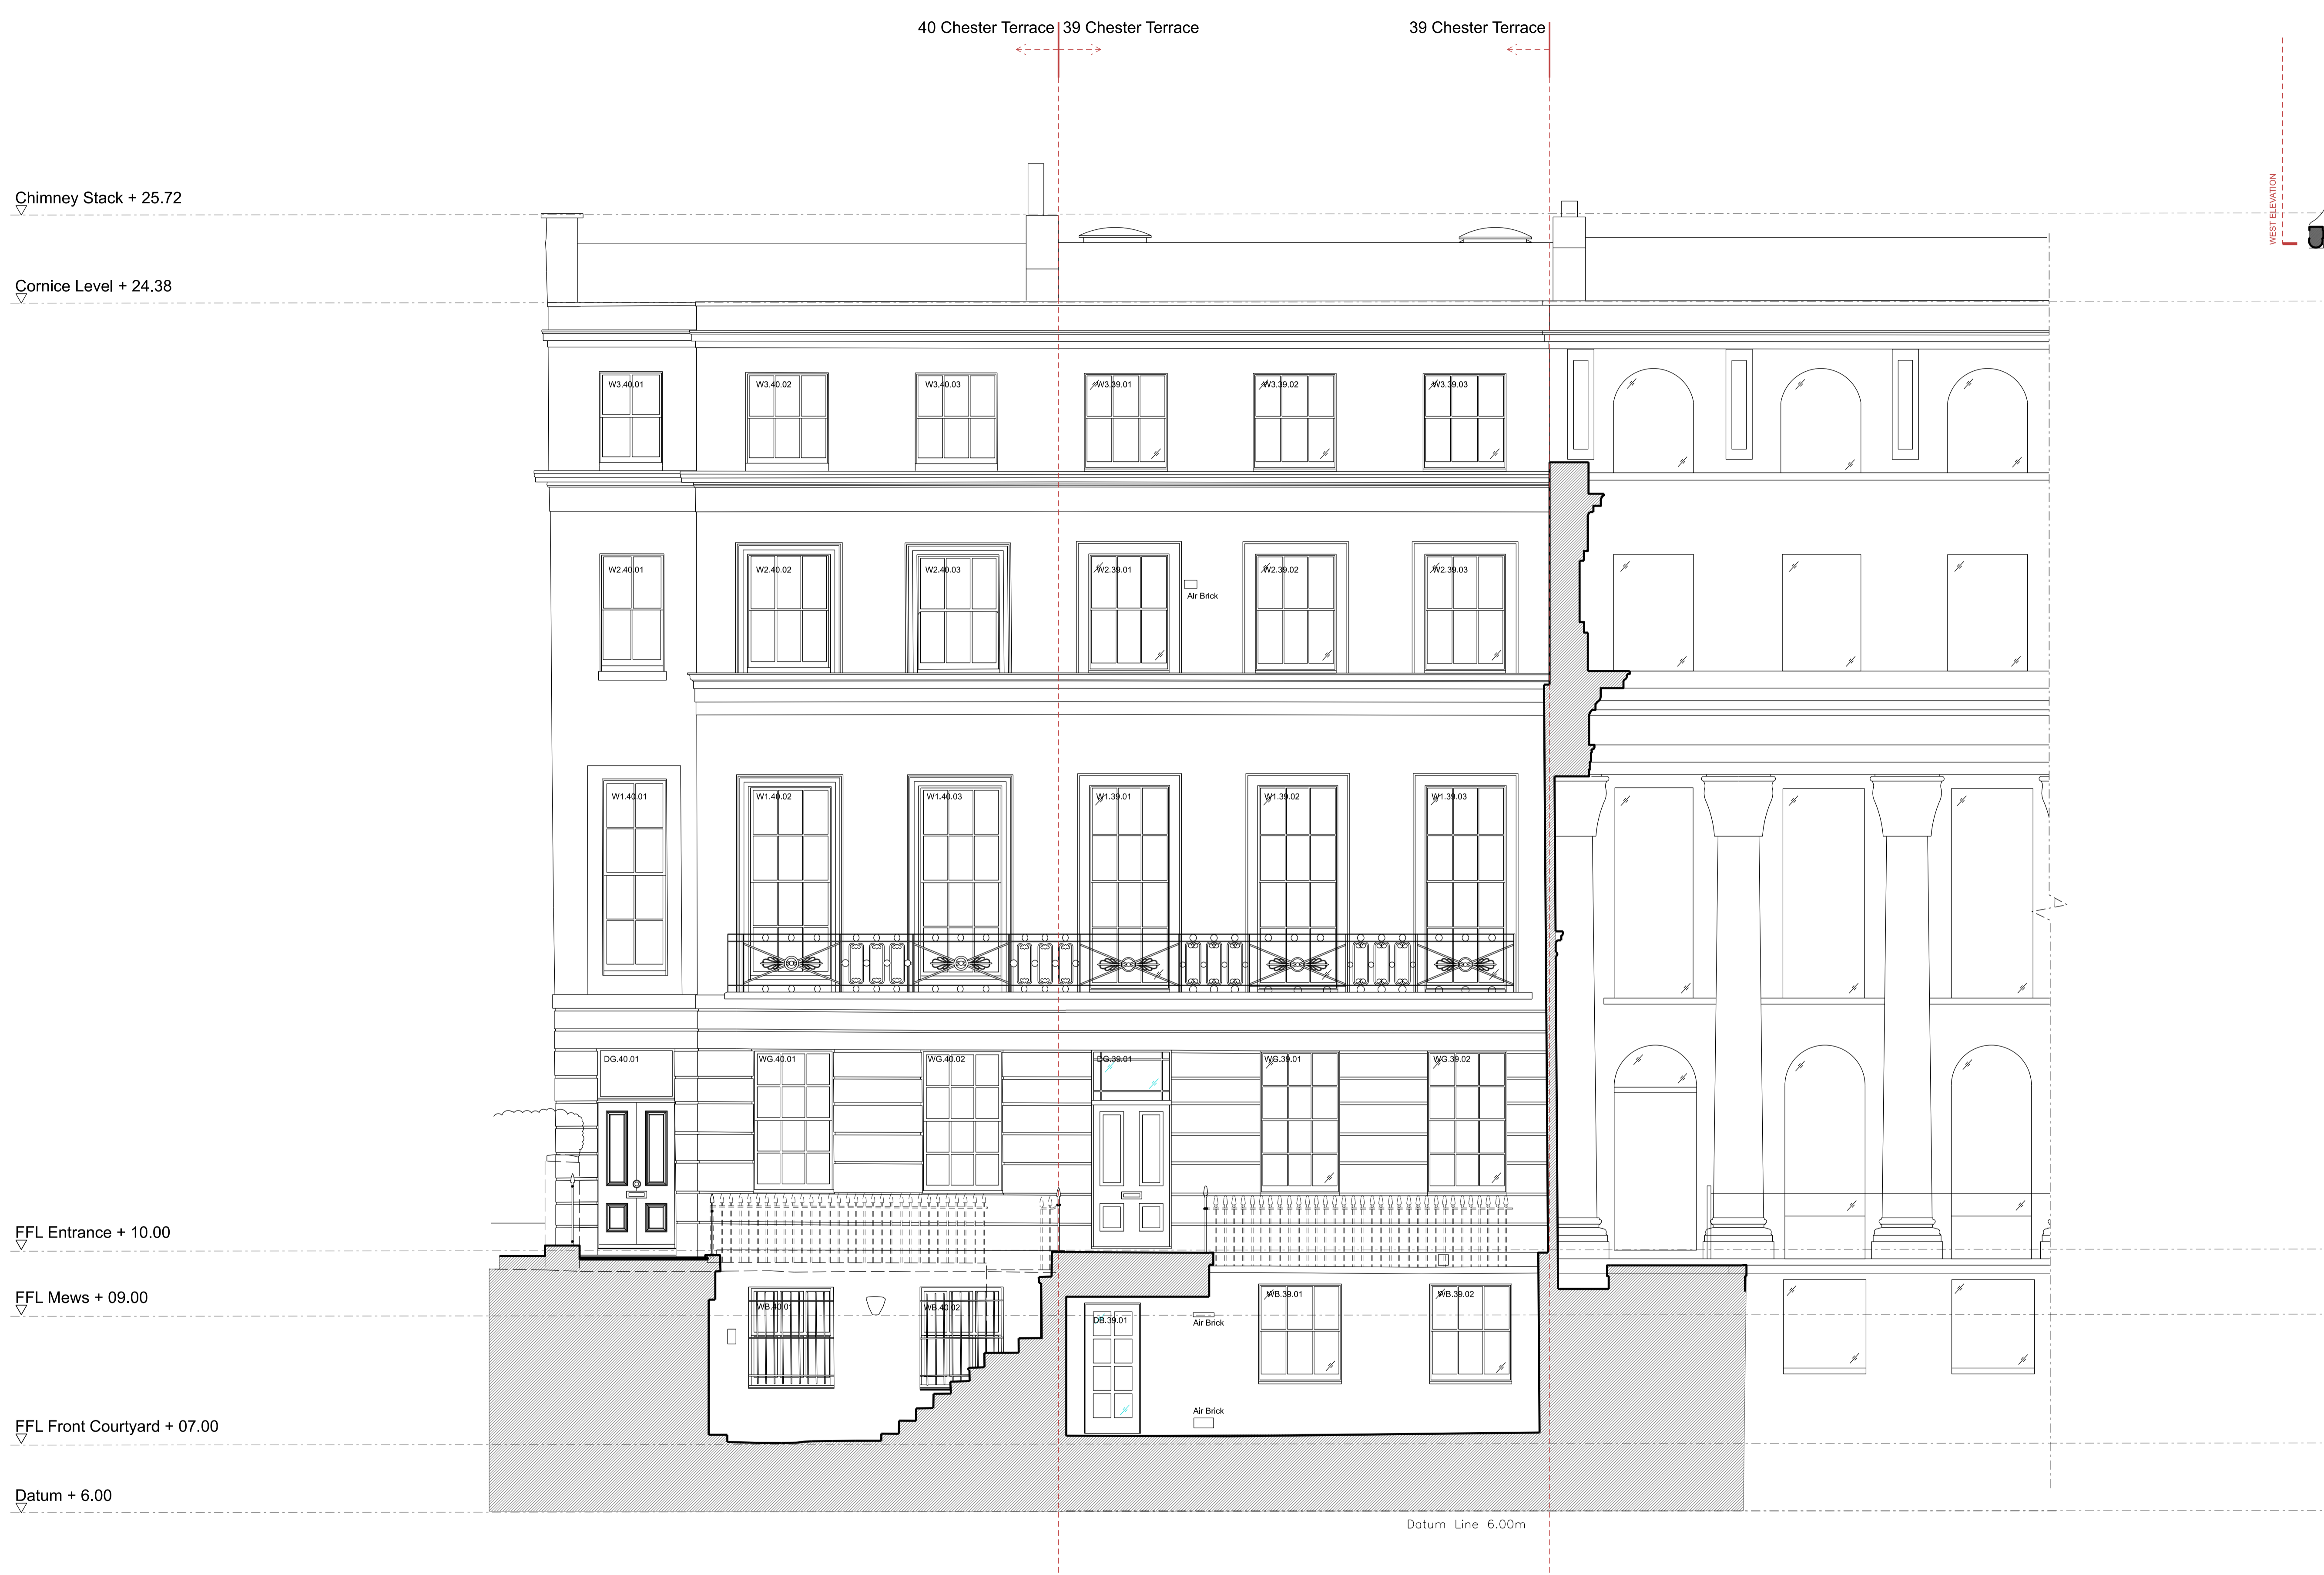 40 Chester Terrace
39 Chester Terrace
39 Chester Terrace
WEST ELEVATION
Chimney Stack + 25.72
Cornice Level + 24.38
W3.40.01
W3.40.02
W3.40.03
W3.39.01
W3.39.02
W3.39.03
W2.40.01
W2.40.02
W2.40.03
W2.39.01
W2.39.02
W2.39.03
Air Brick
W1.40.01
W1.40.02
W1.40.03
W1.39.01
W1.39.02
W1.39.03
DG.40.01
WG.40.01
WG.40.02
DG.39.01
WG.39.01
WG.39.02
FFL Entrance + 10.00
FFL Mews + 09.00
WB.40.01
WB.40.02
DB.39.01
Air Brick
WB.39.01
WB.39.02
Air Brick
FFL Front Courtyard + 07.00
Datum + 6.00
Datum Line 6.00m